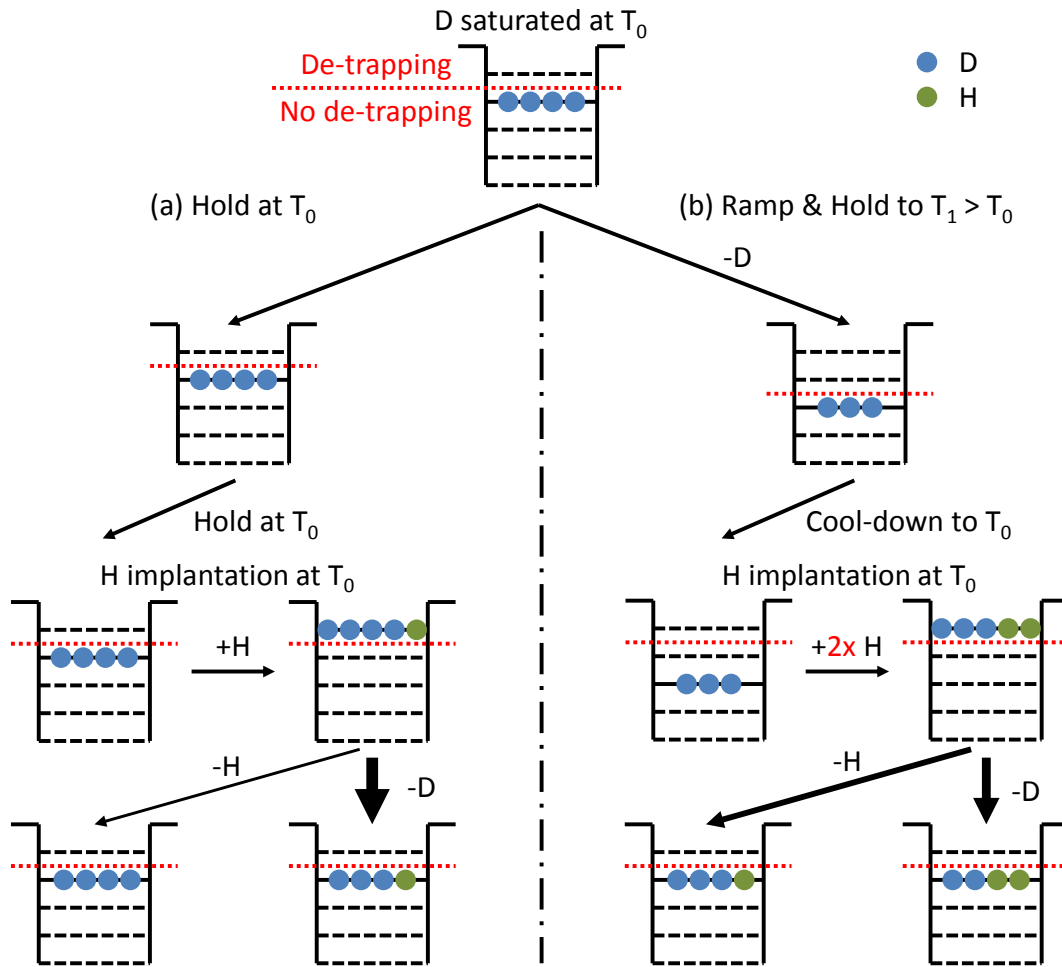 D saturated at T₀
De-trapping
No de-trapping
D
H
(a) Hold at T₀
(b) Ramp & Hold to T₁ > T₀
-D
Hold at T₀
Cool-down to T₀
H implantation at T₀
H implantation at T₀
+H
+2x H
-H
-D
-H
-D